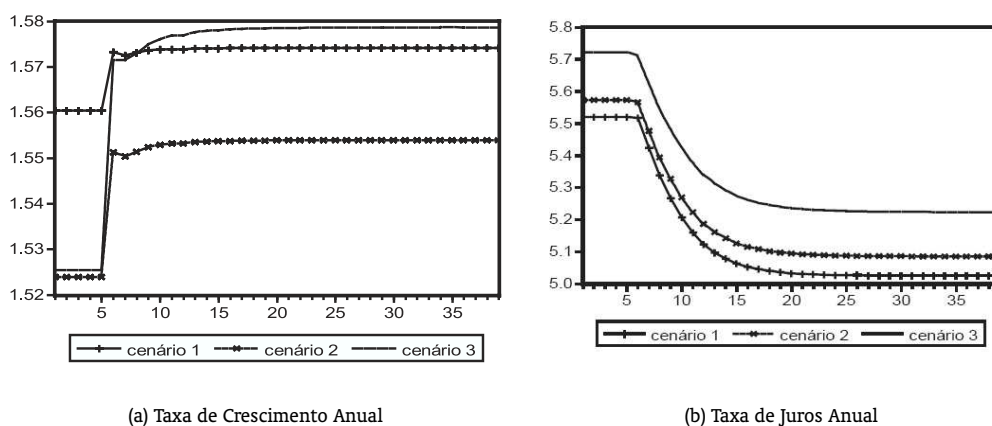 1.58
1.57
1.56
1.55
1.54
1.53
1.52
5 10 15 20 25 30 35
cenário 1 cenário 2 cenário 3
(a) Taxa de Crescimento Anual
5.8
5.7
5.6
5.5
5.4
5.3
5.2
5.1
5.0
5 10 15 20 25 30 35
cenário 1 cenário 2 cenário 3
(b) Taxa de Juros Anual